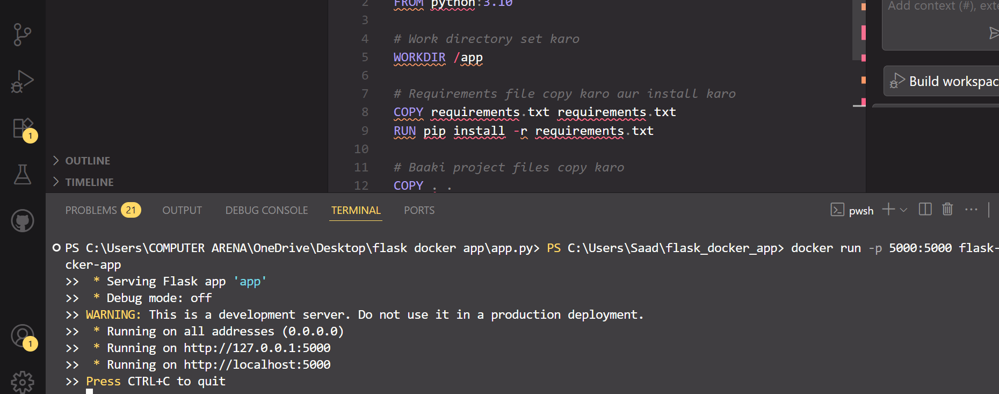 2 FROM python:3.10
3
4 # Work directory set karo
5 WORKDIR /app
6
7 # Requirements file copy karo aur install karo
8 COPY requirements.txt requirements.txt
9 RUN pip install -r requirements.txt
10
11 # Baaki project files copy karo
12 COPY . .
Add context (#), exte
Build workspac
1
OUTLINE
TIMELINE
PROBLEMS 21 OUTPUT DEBUG CONSOLE TERMINAL PORTS pwsh
PS C:\Users\COMPUTER ARENA\OneDrive\Desktop\flask docker app\app.py> PS C:\Users\Saad\flask_docker_app> docker run -p 5000:5000 flask-
cker-app
>>  * Serving Flask app 'app'
>>  * Debug mode: off
>> WARNING: This is a development server. Do not use it in a production deployment.
>>  * Running on all addresses (0.0.0.0)
>>  * Running on http://127.0.0.1:5000
>>  * Running on http://localhost:5000
>> Press CTRL+C to quit
1